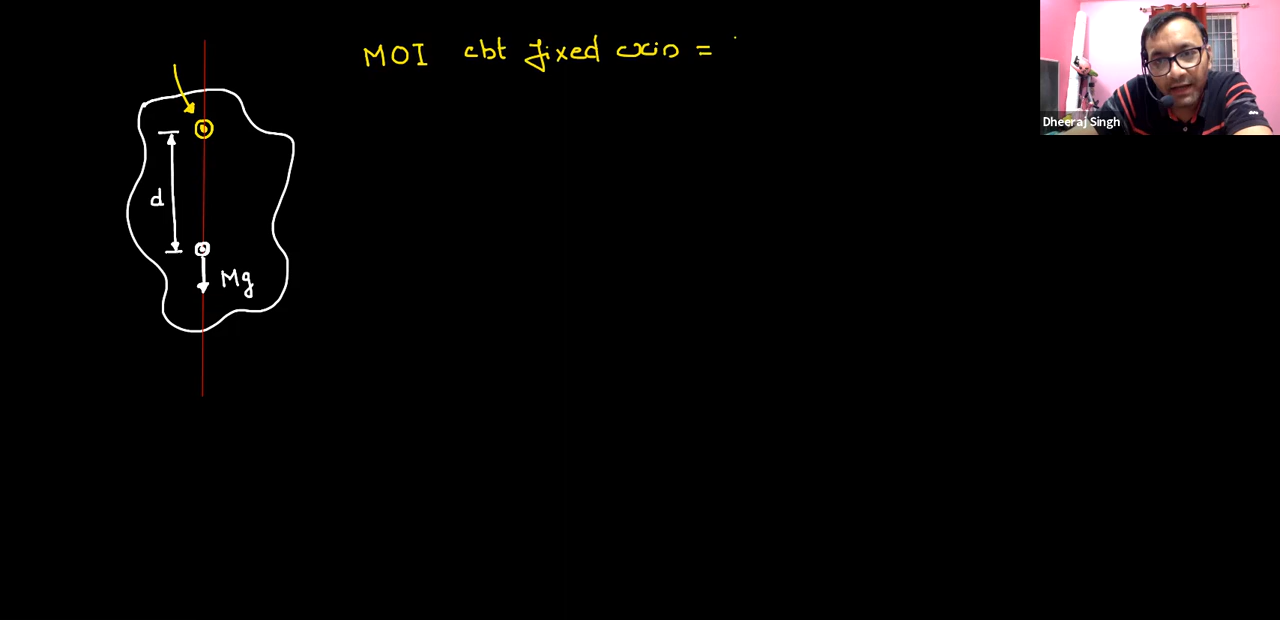 MOI abt fixed axis =
d
Mg
Dheeraj Singh